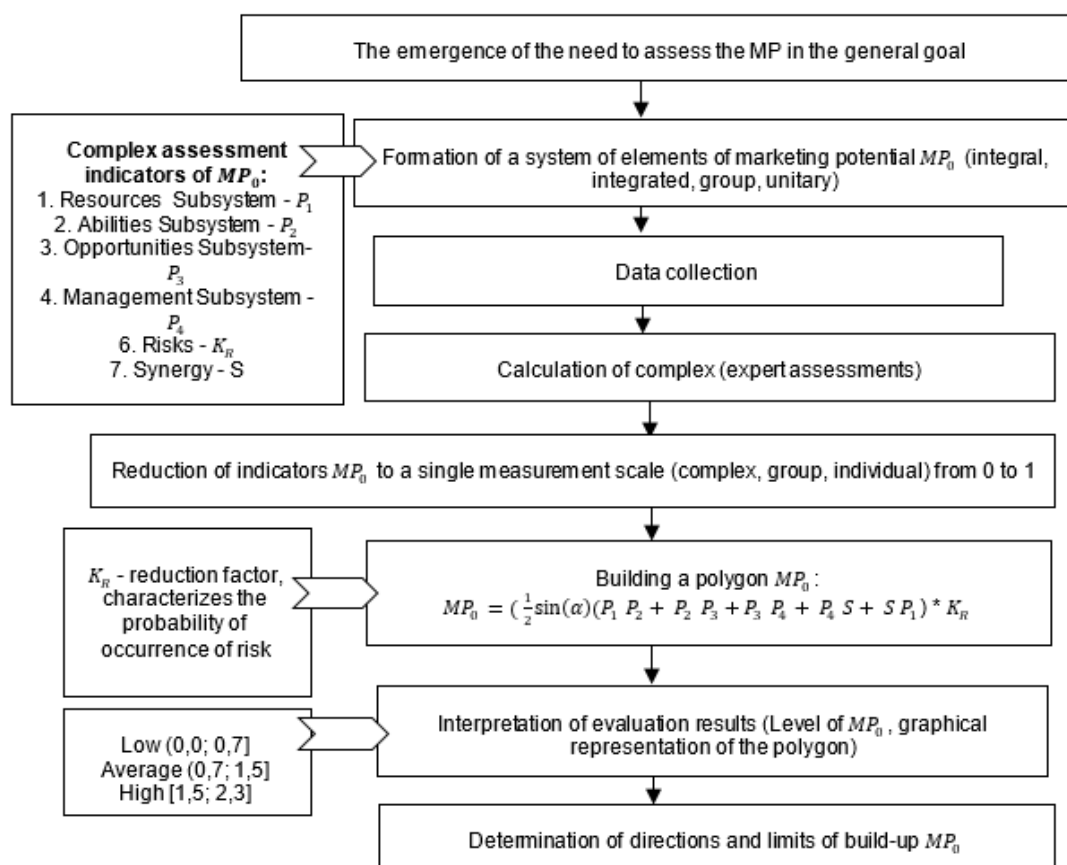 The emergence of the need to assess the MP in the general goal
Complex assessment
indicators of MP₀:
1. Resources Subsystem - P₁
2. Abilities Subsystem - P₂
3. Opportunities Subsystem-
P₃
4. Management Subsystem -
P₄
6. Risks - K_R
7. Synergy - S
Formation of a system of elements of marketing potential MP₀ (integral,
integrated, group, unitary)
Data collection
Calculation of complex (expert assessments)
Reduction of indicators MP₀ to a single measurement scale (complex, group, individual) from 0 to 1
K_R - reduction factor,
characterizes the
probability of
occurrence of risk
Building a polygon MP₀:
MP₀ = (½sin(α)(P₁ P₂ + P₂ P₃ + P₃ P₄ + P₄ S + S P₁) * K_R
Low (0,0; 0,7]
Average (0,7; 1,5]
High [1,5; 2,3]
Interpretation of evaluation results (Level of MP₀, graphical
representation of the polygon)
Determination of directions and limits of build-up MP₀